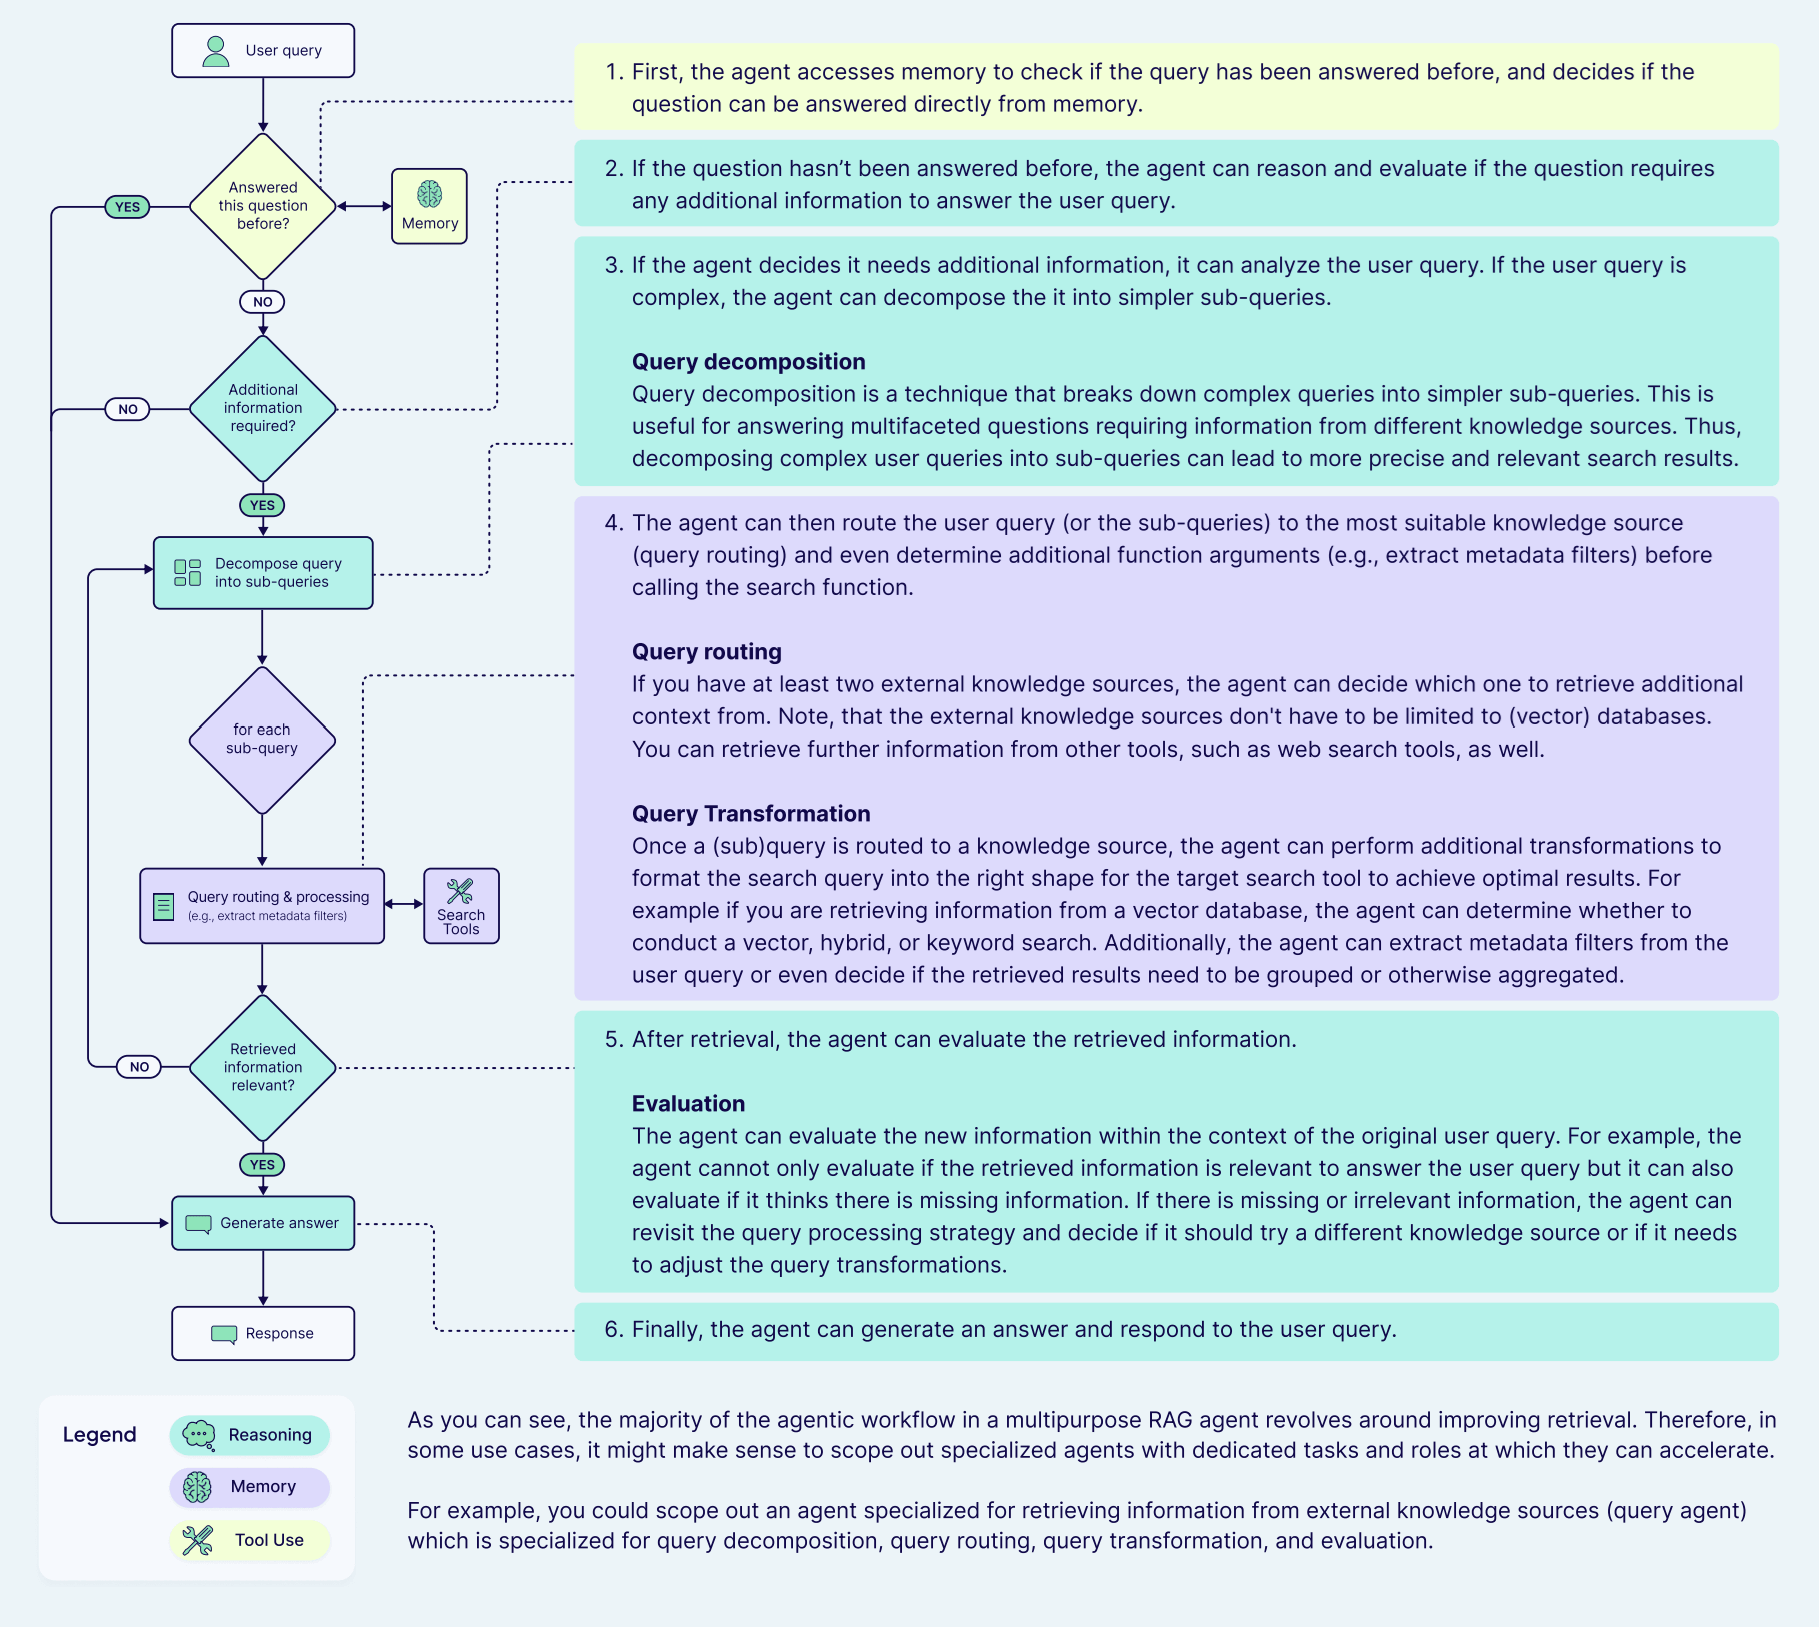 User query
Answered
this question
before?
Memory
YES
NO
Additional
information
required?
NO
YES
Decompose query
into sub-queries
for each
sub-query
Query routing & processing
(e.g., extract metadata filters)
Search
Tools
Retrieved
information
relevant?
NO
YES
Generate answer
Response
1. First, the agent accesses memory to check if the query has been answered before, and decides if the
question can be answered directly from memory.
2. If the question hasn’t been answered before, the agent can reason and evaluate if the question requires
any additional information to answer the user query.
3. If the agent decides it needs additional information, it can analyze the user query. If the user query is
complex, the agent can decompose the it into simpler sub-queries.
Query decomposition
Query decomposition is a technique that breaks down complex queries into simpler sub-queries. This is
useful for answering multifaceted questions requiring information from different knowledge sources. Thus,
decomposing complex user queries into sub-queries can lead to more precise and relevant search results.
4. The agent can then route the user query (or the sub-queries) to the most suitable knowledge source
(query routing) and even determine additional function arguments (e.g., extract metadata filters) before
calling the search function.
Query routing
If you have at least two external knowledge sources, the agent can decide which one to retrieve additional
context from. Note, that the external knowledge sources don't have to be limited to (vector) databases.
You can retrieve further information from other tools, such as web search tools, as well.
Query Transformation
Once a (sub)query is routed to a knowledge source, the agent can perform additional transformations to
format the search query into the right shape for the target search tool to achieve optimal results. For
example if you are retrieving information from a vector database, the agent can determine whether to
conduct a vector, hybrid, or keyword search. Additionally, the agent can extract metadata filters from the
user query or even decide if the retrieved results need to be grouped or otherwise aggregated.
5. After retrieval, the agent can evaluate the retrieved information.
Evaluation
The agent can evaluate the new information within the context of the original user query. For example, the
agent cannot only evaluate if the retrieved information is relevant to answer the user query but it can also
evaluate if it thinks there is missing information. If there is missing or irrelevant information, the agent can
revisit the query processing strategy and decide if it should try a different knowledge source or if it needs
to adjust the query transformations.
6. Finally, the agent can generate an answer and respond to the user query.
Legend
Reasoning
Memory
Tool Use
As you can see, the majority of the agentic workflow in a multipurpose RAG agent revolves around improving retrieval. Therefore, in
some use cases, it might make sense to scope out specialized agents with dedicated tasks and roles at which they can accelerate.
For example, you could scope out an agent specialized for retrieving information from external knowledge sources (query agent)
which is specialized for query decomposition, query routing, query transformation, and evaluation.